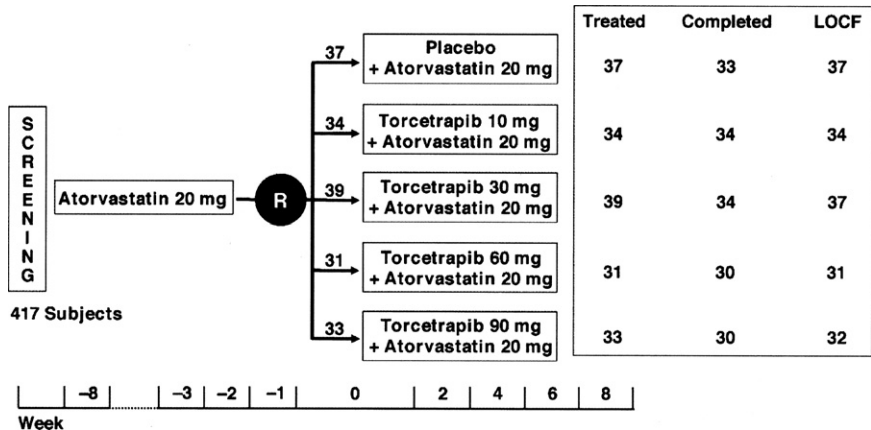 Treated Completed LOCF
37 Placebo
+ Atorvastatin 20 mg 37 33 37
34 Torcetrapib 10 mg
+ Atorvastatin 20 mg 34 34 34
SCREENING
Atorvastatin 20 mg R
39 Torcetrapib 30 mg
+ Atorvastatin 20 mg 39 34 37
31 Torcetrapib 60 mg
+ Atorvastatin 20 mg 31 30 31
417 Subjects
33 Torcetrapib 90 mg
+ Atorvastatin 20 mg 33 30 32
–8 –3 –2 –1 0 2 4 6 8
Week